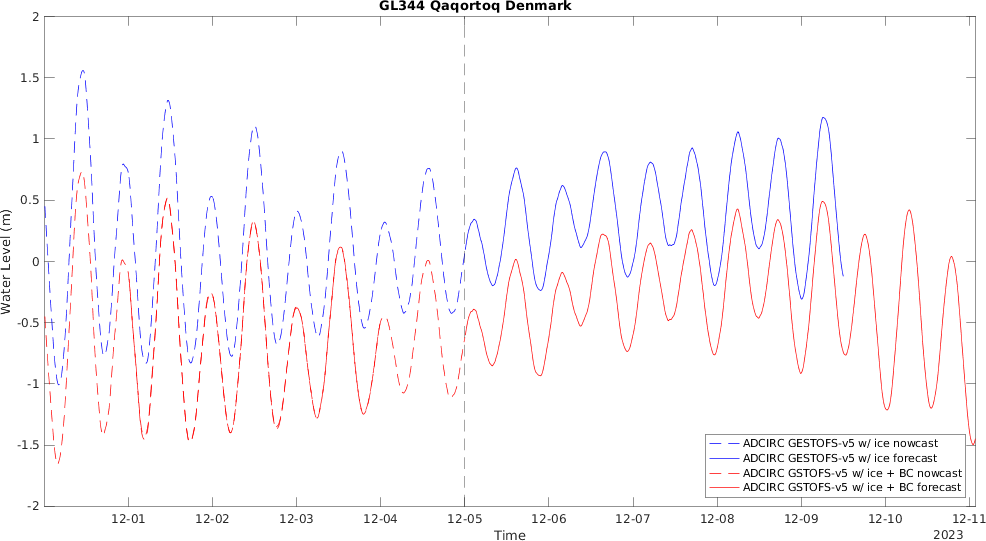 GL344 Qaqortoq Denmark
2
1.5
1
0.5
0
-0.5
-1
-1.5
-2
Water Level (m)
ADCIRC GESTOFS-v5 w/ ice nowcast
ADCIRC GESTOFS-v5 w/ ice forecast
ADCIRC GSTOFS-v5 w/ ice + BC nowcast
ADCIRC GSTOFS-v5 w/ ice + BC forecast
12-01 12-02 12-03 12-04 12-05 12-06 12-07 12-08 12-09 12-10 12-11
Time
2023